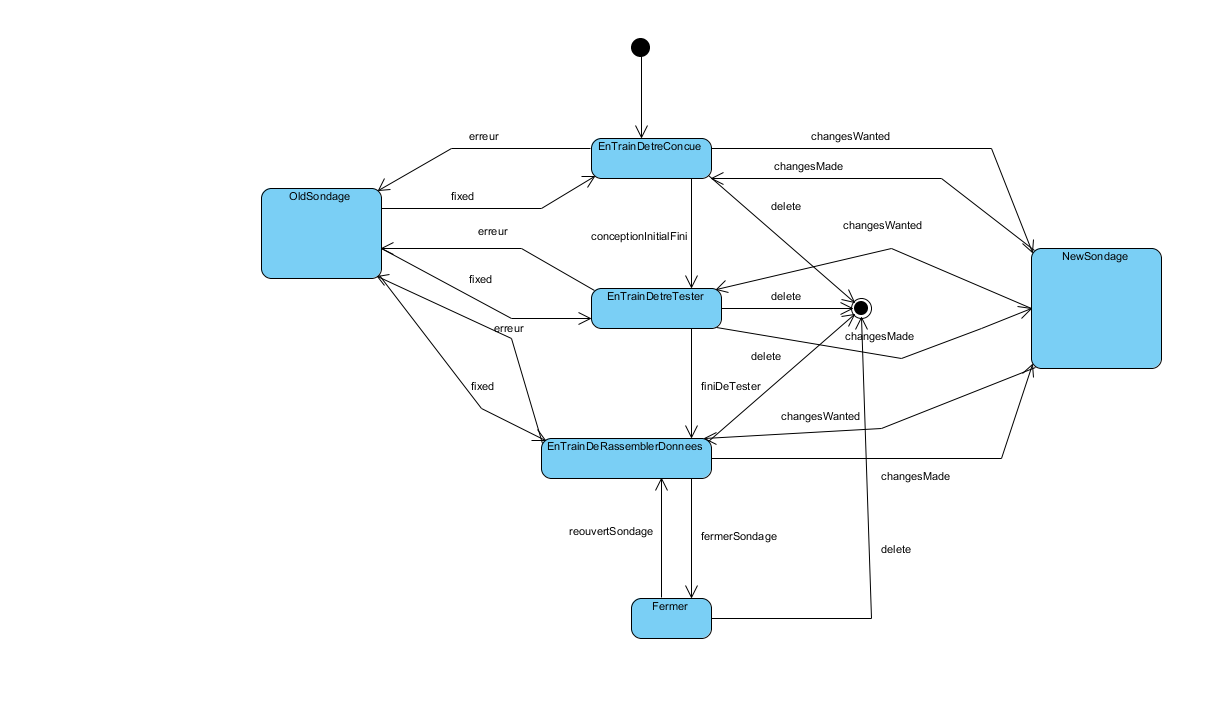 erreur
EnTrainDetreConcue
changesWanted
changesMade
OldSondage
fixed
delete
changesWanted
erreur
conceptionInitialFini
NewSondage
fixed
EnTrainDetreTester
delete
erreur
changesMade
delete
fixed
finiDeTester
changesWanted
EnTrainDeRassemblerDonnees
changesMade
reouvertSondage
fermerSondage
delete
Fermer